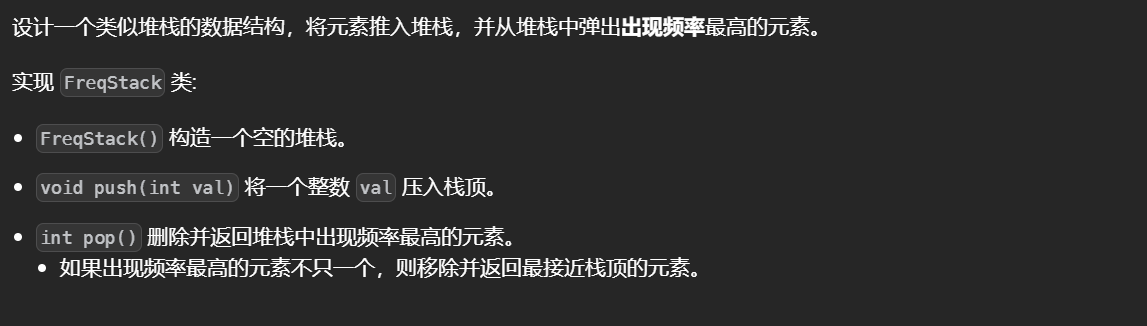 设计一个类似堆栈的数据结构，将元素推入堆栈，并从堆栈中弹出出现频率最高的元素。
实现 FreqStack 类:
FreqStack() 构造一个空的堆栈。
void push(int val) 将一个整数 val 压入栈顶。
int pop() 删除并返回堆栈中出现频率最高的元素。
如果出现频率最高的元素不只一个，则移除并返回最接近栈顶的元素。